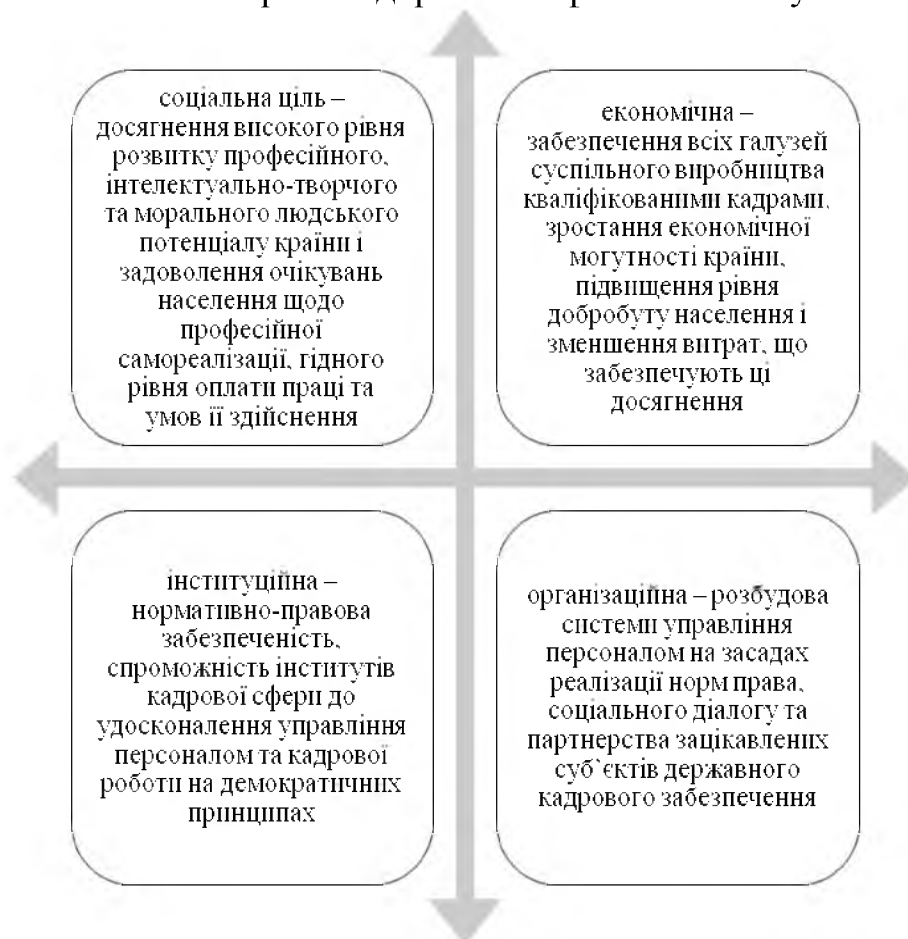 соціальна ціль –
досягнення високого рівня
розвитку професійного,
інтелектуально-творчого
та морального людського
потенціалу країни і
задоволення очікувань
населення щодо
професійної
самореалізації, гідного
рівня оплати праці та
умов її здійснення
економічна –
забезпечення всіх галузей
суспільного виробництва
кваліфікованими кадрами,
зростання економічної
могутності країни,
підвищення рівня
добробуту населення і
зменшення витрат, що
забезпечують ці
досягнення
інституційна –
нормативно-правова
забезпеченість,
спроможність інститутів
кадрової сфери до
удосконалення управління
персоналом та кадрової
роботи на демократичних
принципах
організаційна – розбудова
системи управління
персоналом на засадах
реалізації норм права,
соціального діалогу та
партнерства зацікавлених
суб`єктів державного
кадрового забезпечення